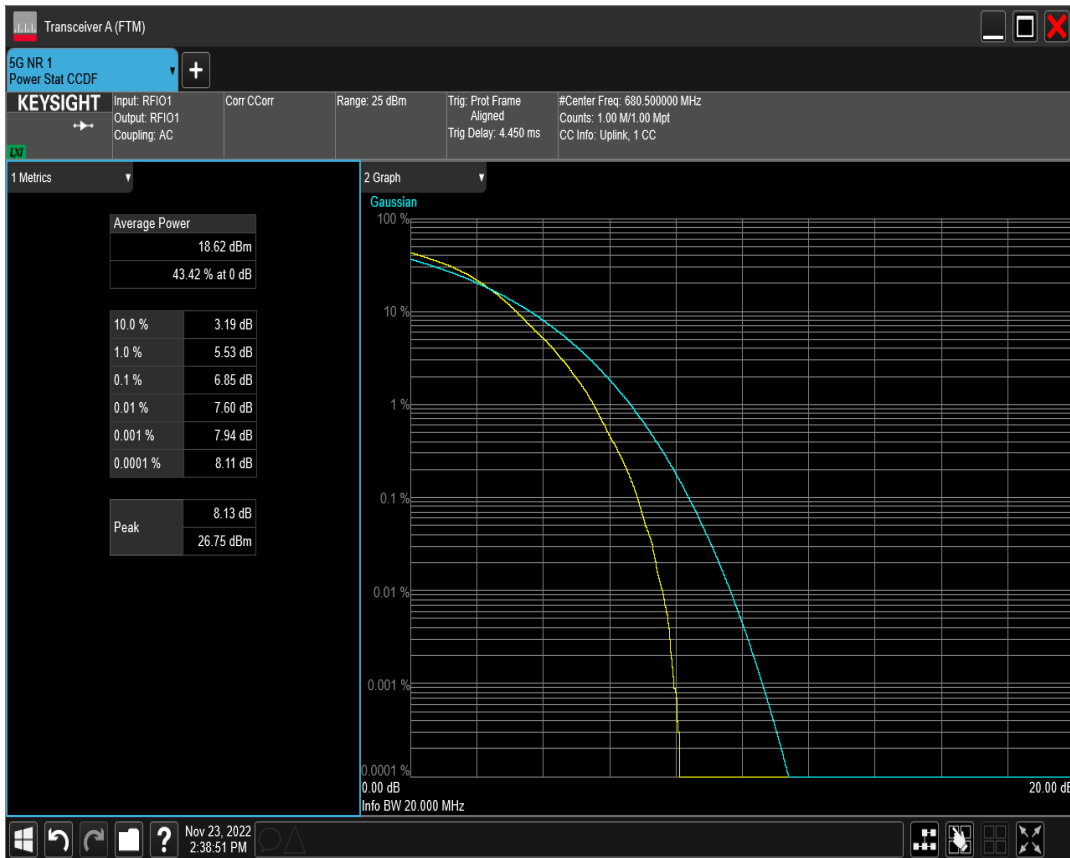 Transceiver A (FTM)
5G NR 1
Power Stat CCDF
+
KEYSIGHT
LXI
Input: RFIO1
Output: RFIO1
Coupling: AC
Corr CCorr
Range: 25 dBm
Trig: Prot Frame
Aligned
Trig Delay: 4.450 ms
#Center Freq: 680.500000 MHz
Counts: 1.00 M/1.00 Mpt
CC Info: Uplink, 1 CC
1 Metrics
Average Power
18.62 dBm
43.42 % at 0 dB
10.0 % 3.19 dB
1.0 % 5.53 dB
0.1 % 6.85 dB
0.01 % 7.60 dB
0.001 % 7.94 dB
0.0001 % 8.11 dB
Peak
8.13 dB
26.75 dBm
2 Graph
Gaussian
100 %
10 %
1 %
0.1 %
0.01 %
0.001 %
0.0001 %
0.00 dB 20.00 dB
Info BW 20.000 MHz
?
Nov 23, 2022
2:38:51 PM